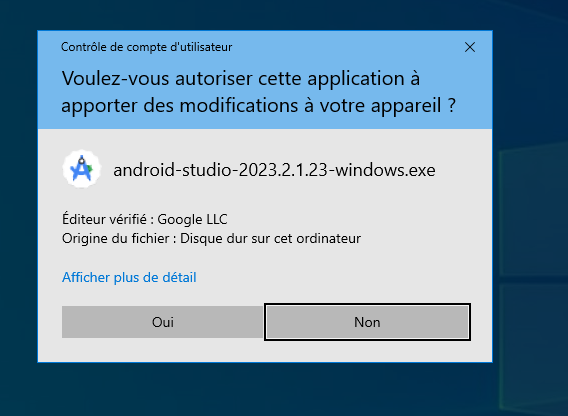 Contrôle de compte d'utilisateur
Voulez-vous autoriser cette application à
apporter des modifications à votre appareil ?
android-studio-2023.2.1.23-windows.exe
Éditeur vérifié : Google LLC
Origine du fichier : Disque dur sur cet ordinateur
Afficher plus de détail
Oui
Non